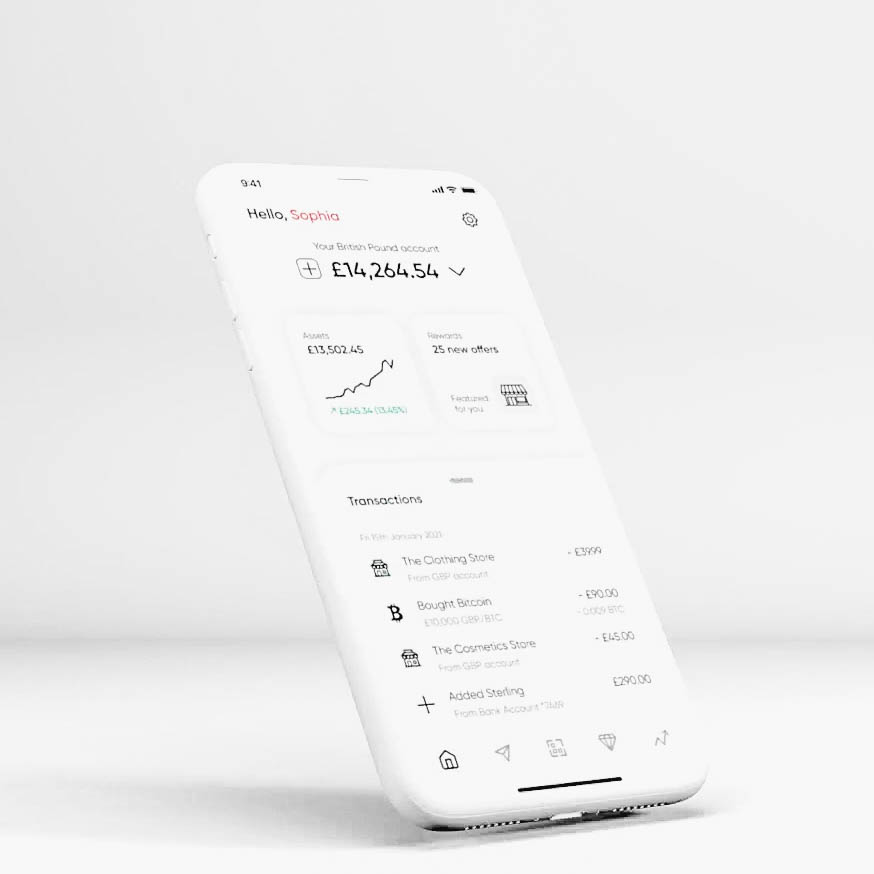 9:41
Hello, Sophia
Your British Pound account
£14,264.54
Assets
£13,502.45
£245.34 (13.45%)
Rewards
25 new offers
Featured
for you
Transactions
Fri 15th January 2021
The Clothing Store - £39.99
From GBP account
Bought Bitcoin - £90.00
£10,000 GBP/BTC - 0.009 BTC
The Cosmetics Store - £45.00
From GBP account
Added Sterling £290.00
From Bank Account *7669